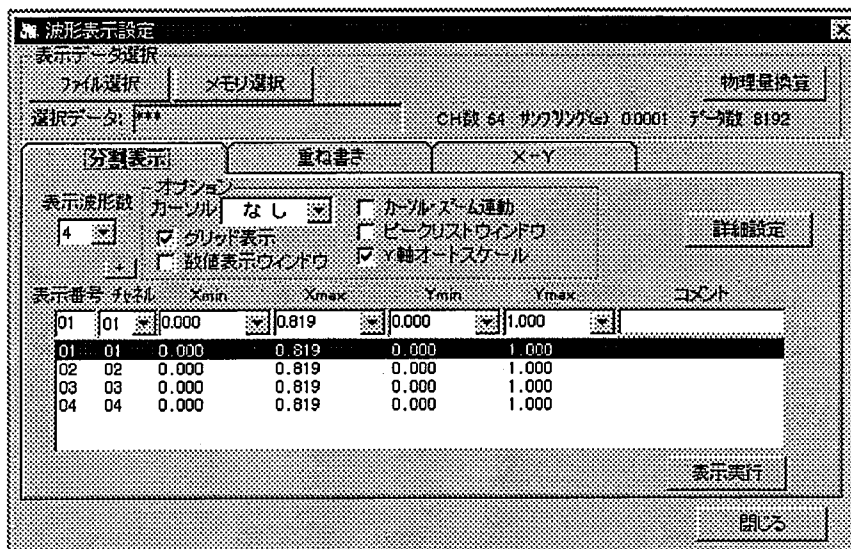 波形表示設定
表示データ選択
ファイル選択 メモリ選択 物理量換算
選択データ: *** CH数 64 サンプリング(s) 0.0001 データ数 8192
分割表示 重ね書き X-Y
オプション
表示波形数 カーソル なし カーソル・ズーム連動
4 グリッド表示 ピークリストウィンドウ 詳細設定
+ 数値表示ウィンドウ Y軸オートスケール
表示番号 チャネル Xmin Xmax Ymin Ymax コメント
01 01 0.000 0.819 0.000 1.000
01 01 0.000 0.819 0.000 1.000
02 02 0.000 0.819 0.000 1.000
03 03 0.000 0.819 0.000 1.000
04 04 0.000 0.819 0.000 1.000
表示実行
閉じる